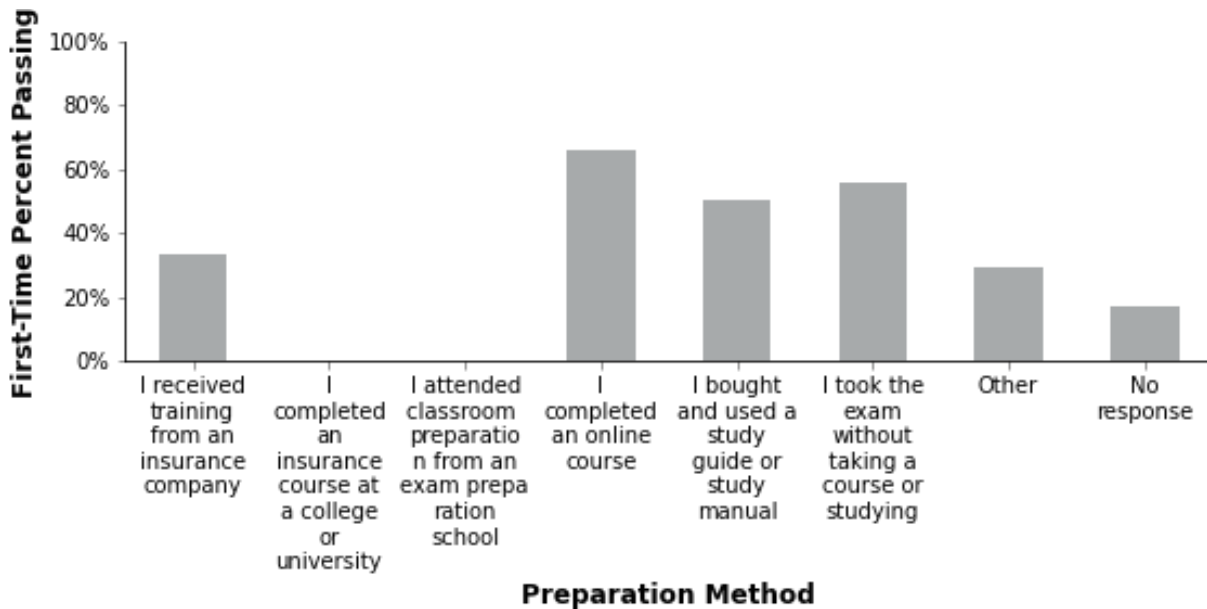 First-Time Percent Passing
100%
80%
60%
40%
20%
0%
I received
training
from an
insurance
company
I
completed
an
insurance
course at
a college
or
university
I attended
classroom
preparatio
n from an
exam prepa
ration
school
I
completed
an online
course
I bought
and used a
study
guide or
study
manual
I took the
exam
without
taking a
course or
studying
Other
No
response
Preparation Method